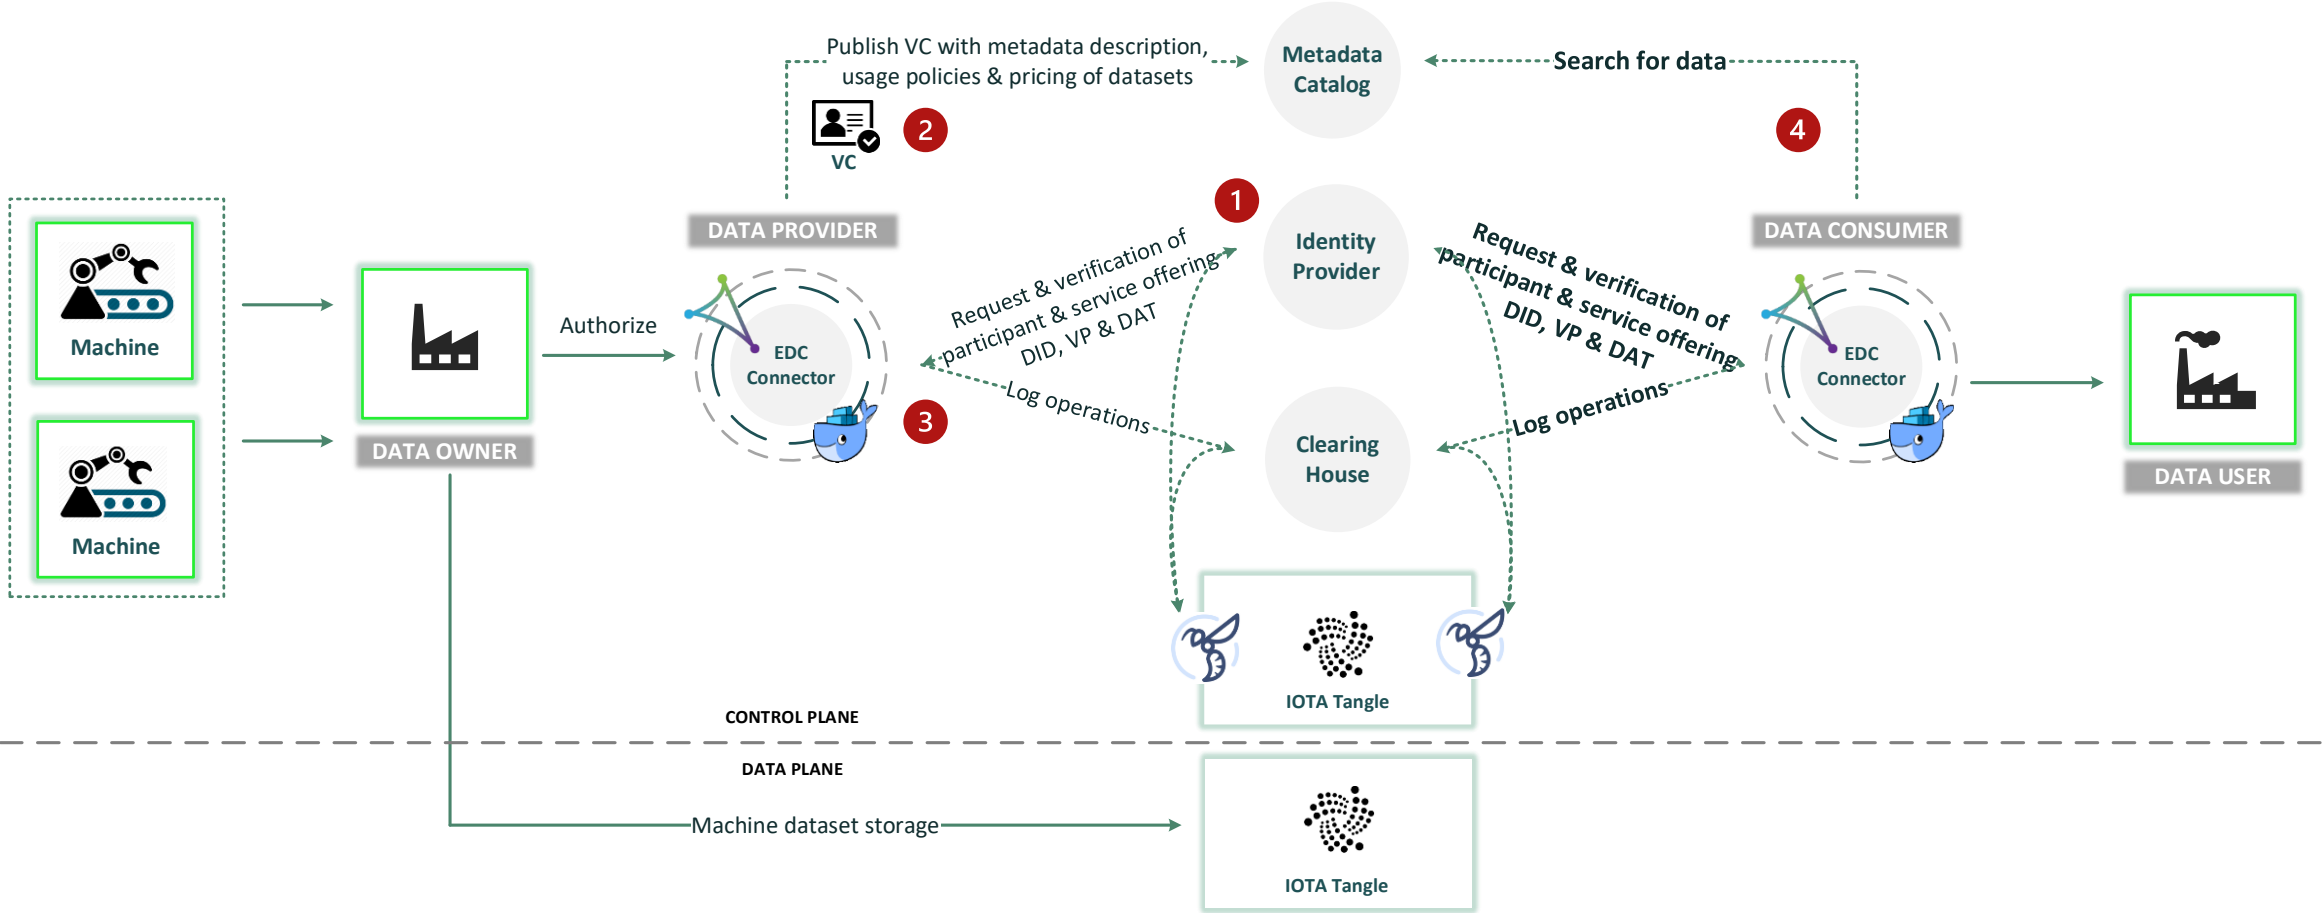 Publish VC with metadata description,
usage policies & pricing of datasets
Metadata
Catalog
Search for data
VC
2
4
1
DATA PROVIDER
Identity
Provider
DATA CONSUMER
Request & verification of
participant & service offering
DID, VP & DAT
Request & verification of
participant & service offering
DID, VP & DAT
Machine
Authorize
EDC
Connector
EDC
Connector
Log operations
Log operations
3
DATA OWNER
Clearing
House
DATA USER
Machine
IOTA Tangle
CONTROL PLANE
DATA PLANE
Machine dataset storage
IOTA Tangle